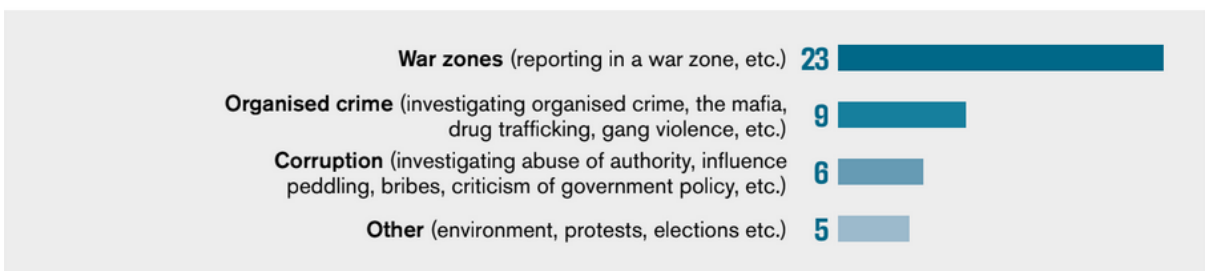 War zones (reporting in a war zone, etc.) 23
Organised crime (investigating organised crime, the mafia,
drug trafficking, gang violence, etc.) 9
Corruption (investigating abuse of authority, influence
peddling, bribes, criticism of government policy, etc.) 6
Other (environment, protests, elections etc.) 5